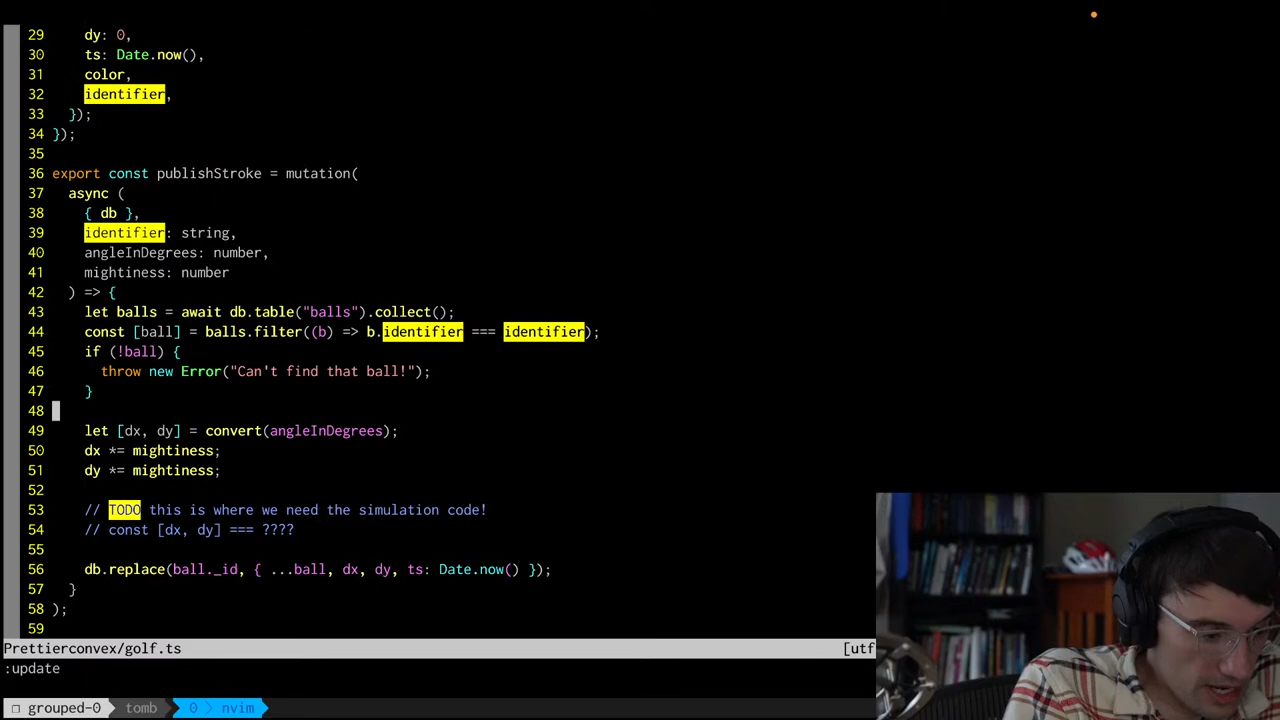 29 dy: 0,
30 ts: Date.now(),
31 color,
32 identifier,
33 });
34 });
35
36 export const publishStroke = mutation(
37 async (
38 { db },
39 identifier: string,
40 angleInDegrees: number,
41 mightiness: number
42 ) => {
43 let balls = await db.table("balls").collect();
44 const [ball] = balls.filter((b) => b.identifier === identifier);
45 if (!ball) {
46 throw new Error("Can't find that ball!");
47 }
48
49 let [dx, dy] = convert(angleInDegrees);
50 dx *= mightiness;
51 dy *= mightiness;
52
53 // TODO this is where we need the simulation code!
54 // const [dx, dy] === ????
55
56 db.replace(ball._id, { ...ball, dx, dy, ts: Date.now() });
57 }
58 );
59
Prettierconvex/golf.ts [utf
:update
grouped-0 tomb 0 > nvim